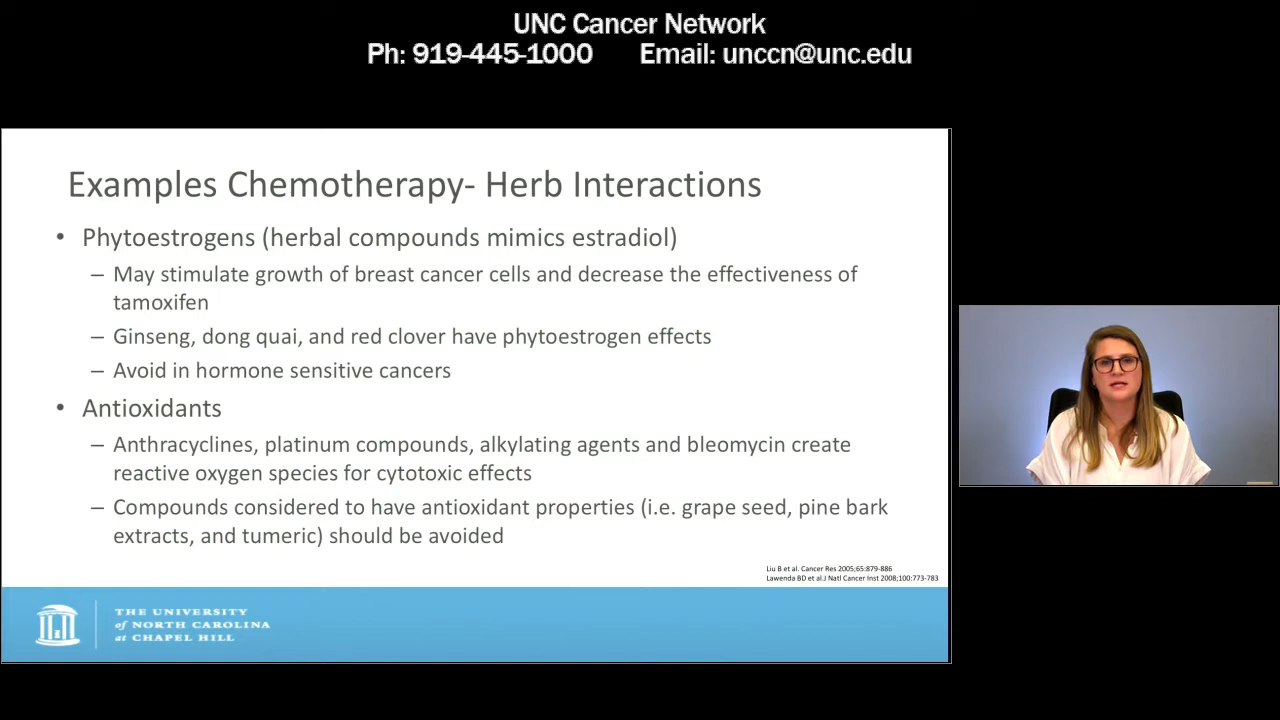 UNC Cancer Network
Ph: 919-445-1000 Email: unccn@unc.edu
Examples Chemotherapy- Herb Interactions
• Phytoestrogens (herbal compounds mimics estradiol)
– May stimulate growth of breast cancer cells and decrease the effectiveness of
tamoxifen
– Ginseng, dong quai, and red clover have phytoestrogen effects
– Avoid in hormone sensitive cancers
• Antioxidants
– Anthracyclines, platinum compounds, alkylating agents and bleomycin create
reactive oxygen species for cytotoxic effects
– Compounds considered to have antioxidant properties (i.e. grape seed, pine bark
extracts, and tumeric) should be avoided
Liu B et al. Cancer Res 2005;65:879-886
Lawenda BD et al.J Natl Cancer Inst 2008;100:773-783
THE UNIVERSITY
of NORTH CAROLINA
at CHAPEL HILL